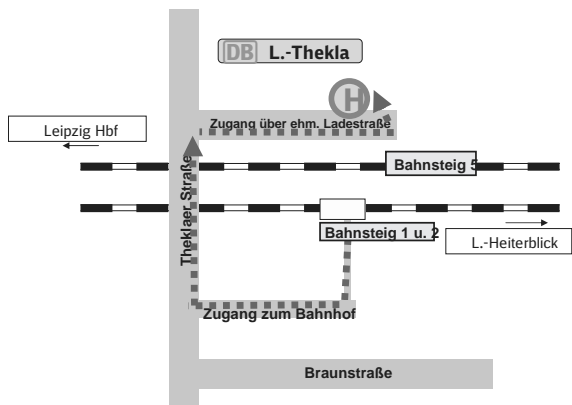 DB L.-Thekla
H
Zugang über ehm. Ladestraße
Leipzig Hbf
Bahnsteig 5
Theklaer Straße
Bahnsteig 1 u. 2
L.-Heiterblick
Zugang zum Bahnhof
Braunstraße